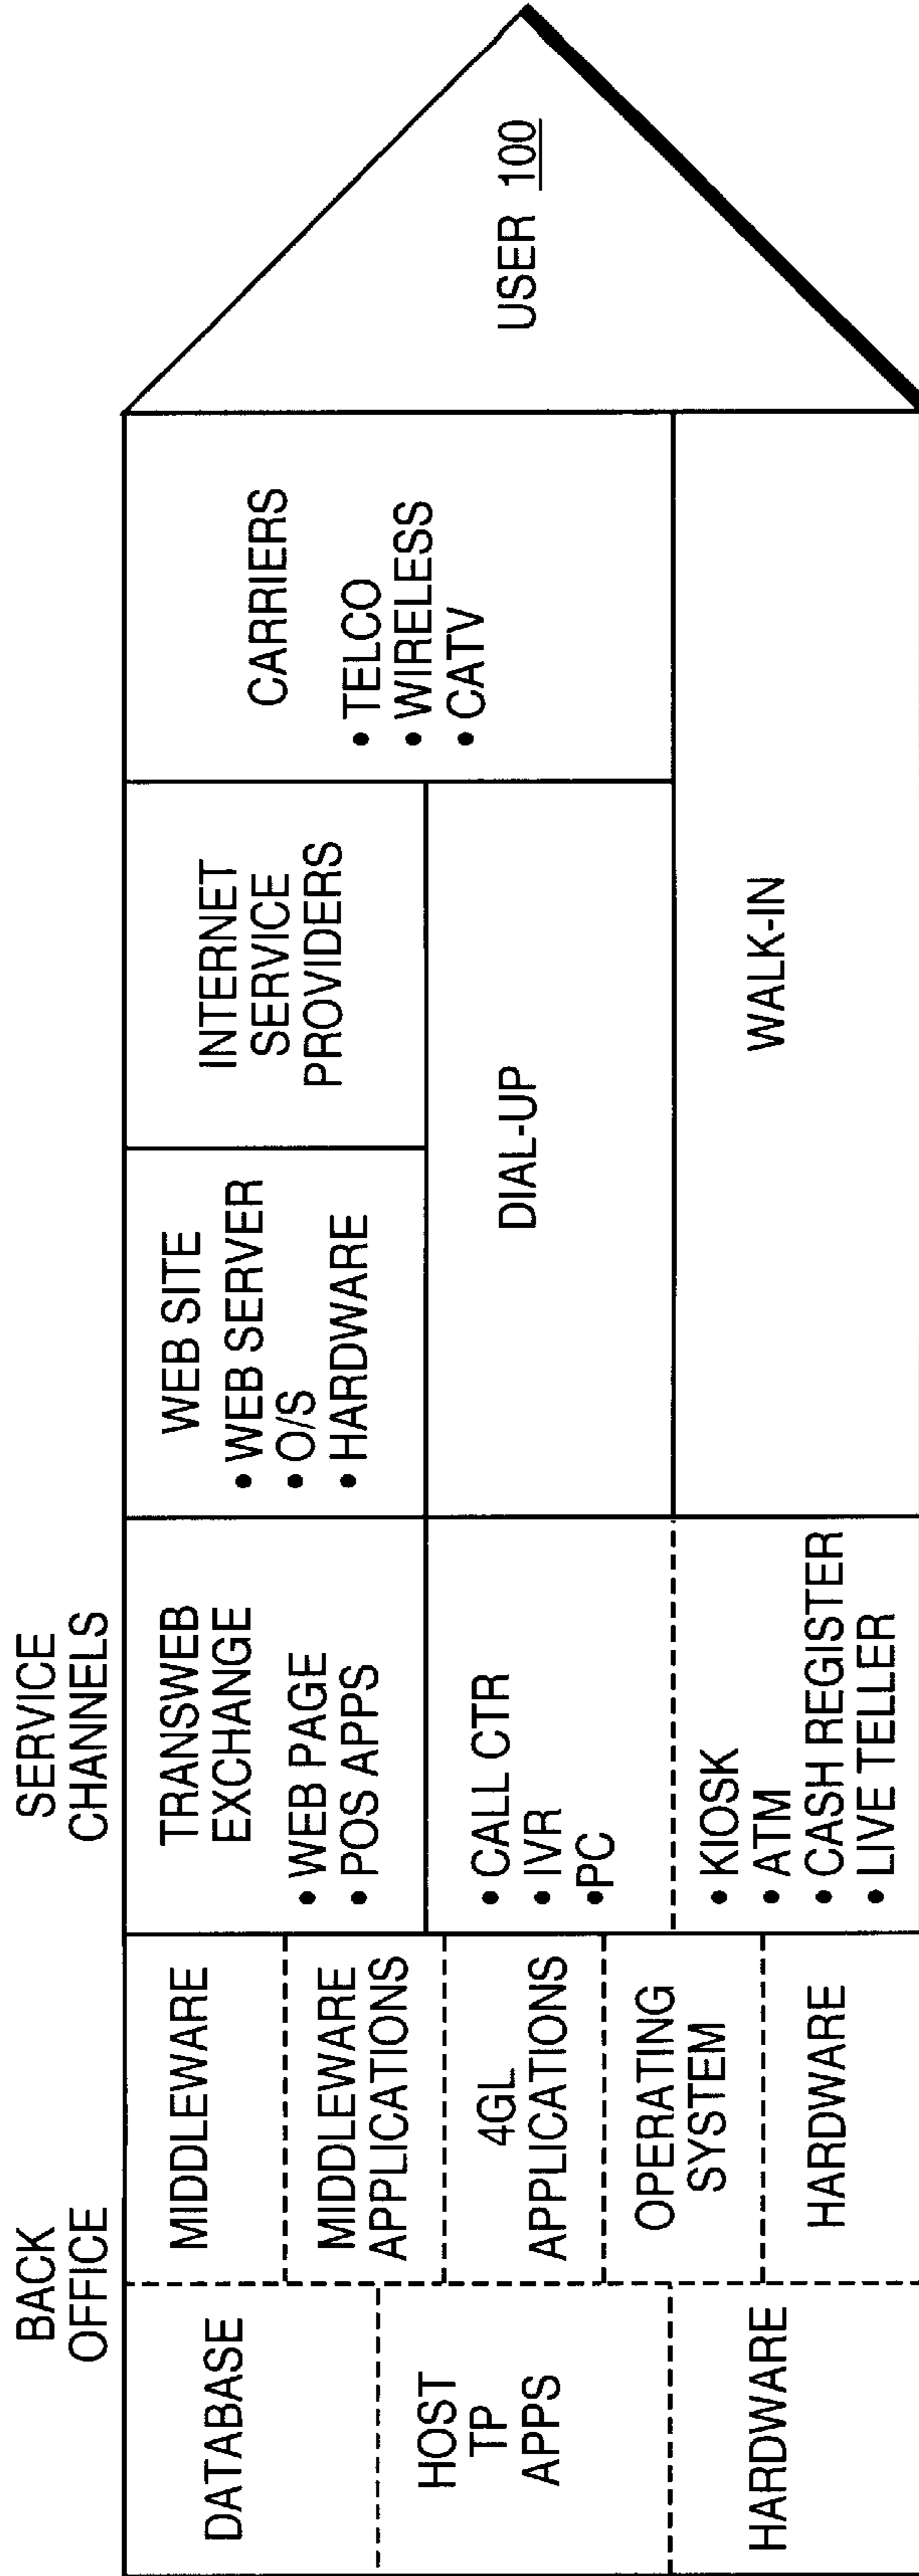 BACK
OFFICE
SERVICE
CHANNELS
DATABASE
HOST
TP
APPS
HARDWARE
MIDDLEWARE
MIDDLEWARE
APPLICATIONS
4GL
APPLICATIONS
OPERATING
SYSTEM
HARDWARE
TRANSWEB
EXCHANGE
• WEB PAGE
• POS APPS
• CALL CTR
• IVR
•PC
• KIOSK
• ATM
• CASH REGISTER
• LIVE TELLER
WEB SITE
• WEB SERVER
• O/S
• HARDWARE
INTERNET
SERVICE
PROVIDERS
DIAL-UP
WALK-IN
CARRIERS
• TELCO
• WIRELESS
• CATV
USER 100